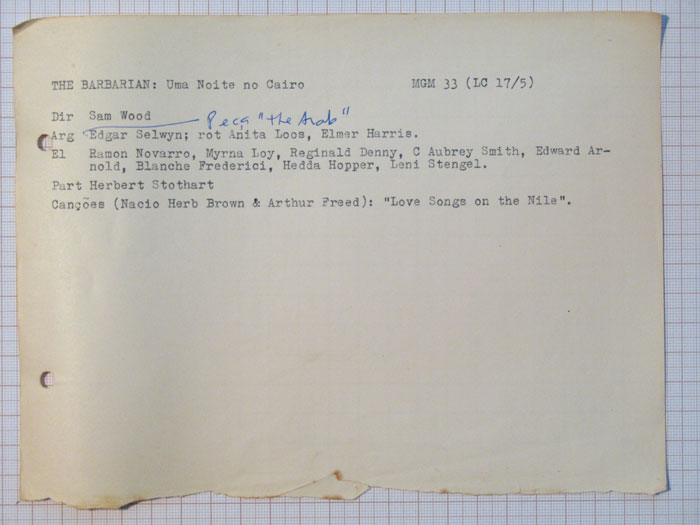 THE BARBARIAN: Uma Noite no Cairo MGM 33 (LC 17/5)
Dir Sam Wood
Peça "the Arab"
Arg Edgar Selwyn; rot Anita Loos, Elmer Harris.
El Ramon Novarro, Myrna Loy, Reginald Denny, C Aubrey Smith, Edward Ar-
nold, Blanche Frederici, Hedda Hopper, Leni Stengel.
Part Herbert Stothart
Canções (Nacio Herb Brown & Arthur Freed): "Love Songs on the Nile".